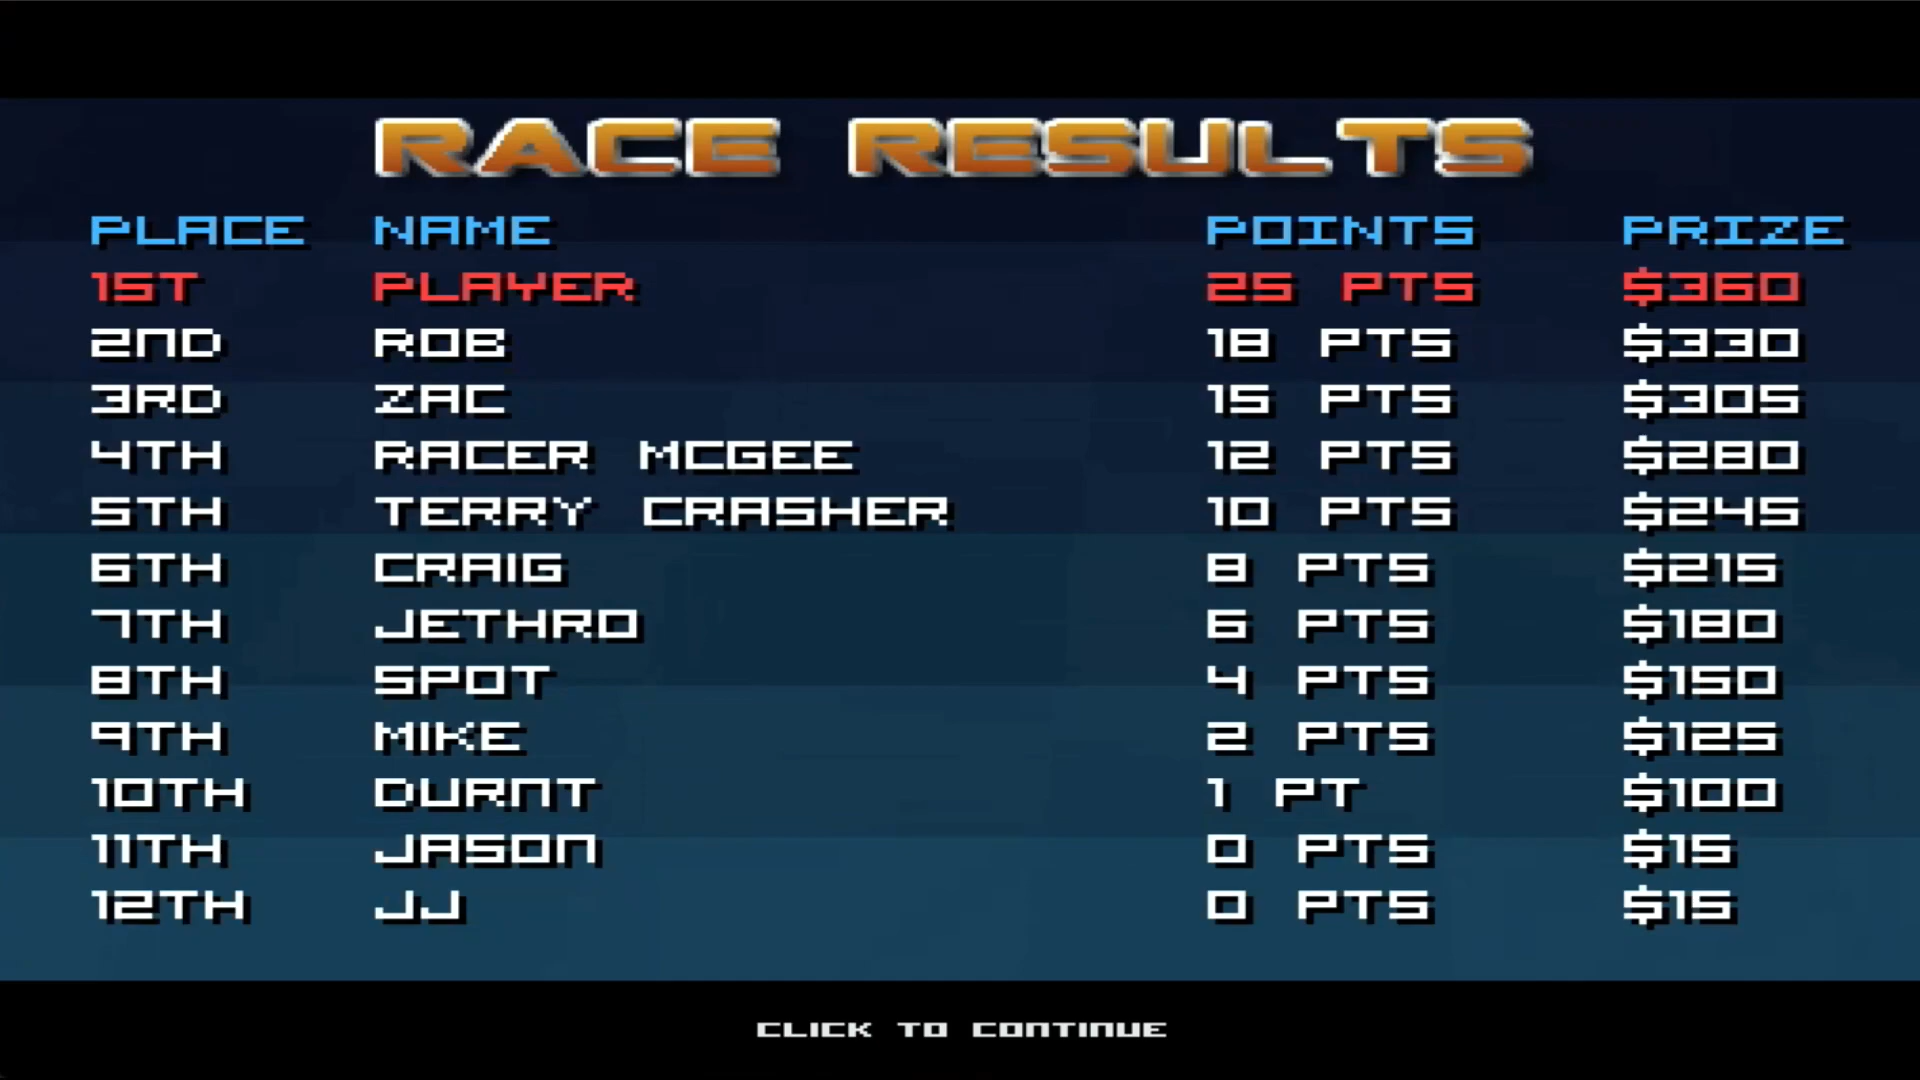 RACE RESULTS
PLACE NAME POINTS PRIZE
1ST PLAYER 25 PTS $360
2ND ROB 18 PTS $330
3RD ZAC 15 PTS $305
4TH RACER MCGEE 12 PTS $280
5TH TERRY CRASHER 10 PTS $245
6TH CRAIG 8 PTS $215
7TH JETHRO 6 PTS $180
8TH SPOT 4 PTS $150
9TH MIKE 2 PTS $125
10TH DURNT 1 PT $100
11TH JASON 0 PTS $15
12TH JJ 0 PTS $15
CLICK TO CONTINUE